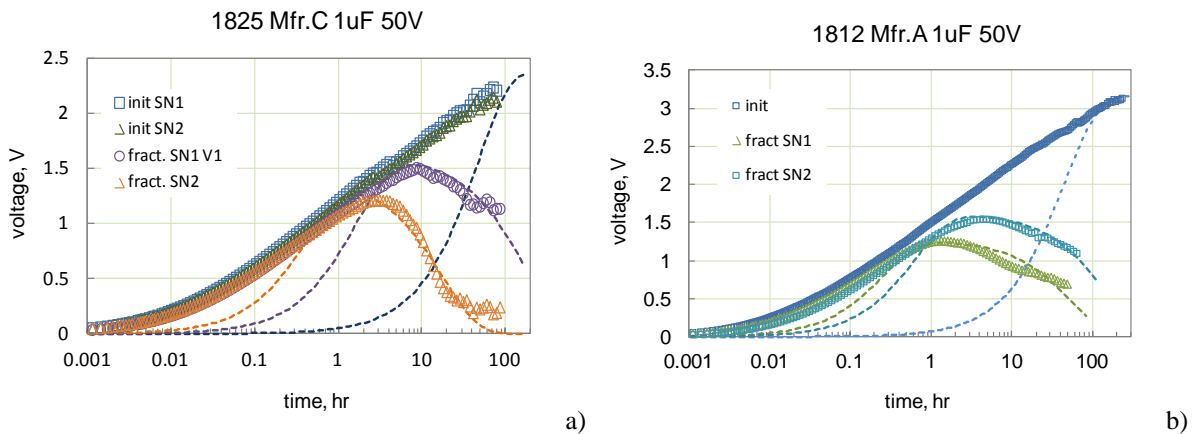 1825 Mfr.C 1uF 50V
2.5
2
1.5
1
0.5
0
voltage, V
init SN1
init SN2
fract. SN1 V1
fract. SN2
0.001 0.01 0.1 1 10 100
time, hr
a)
1812 Mfr.A 1uF 50V
3.5
3
2.5
2
1.5
1
0.5
0
voltage, V
init
fract SN1
fract SN2
0.001 0.01 0.1 1 10 100
time, hr
b)